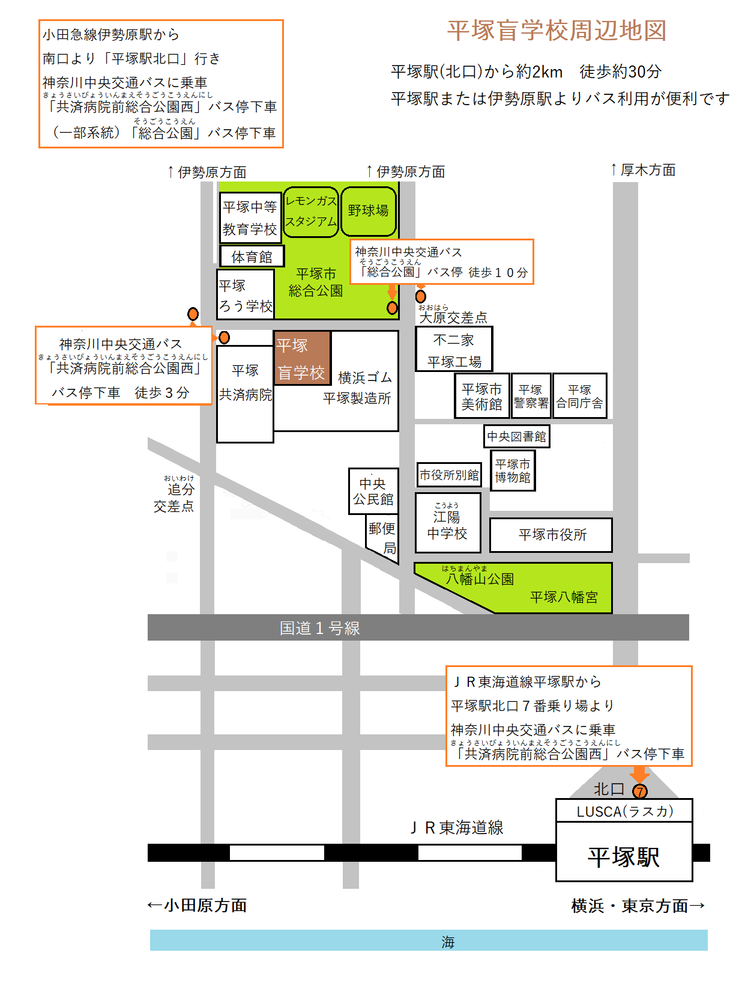 平塚盲学校周辺地図
平塚駅(北口)から約2km　徒歩約30分
平塚駅または伊勢原駅よりバス利用が便利です
小田急線伊勢原駅から
南口より「平塚駅北口」行き
神奈川中央交通バスに乗車
きょうさいびょういんまえそうごうこうえんにし
「共済病院前総合公園西」バス停下車
そうごうこうえん
（一部系統）「総合公園」バス停下車
↑伊勢原方面
↑伊勢原方面
↑厚木方面
平塚中等
教育学校
レモンガス
スタジアム
野球場
体育館
平塚市
総合公園
平塚
ろう学校
神奈川中央交通バス
そうごうこうえん
「総合公園」バス停 徒歩１０分
おおはら
大原交差点
神奈川中央交通バス
きょうさいびょういんまえそうごうこうえんにし
「共済病院前総合公園西」
バス停下車　徒歩３分
平塚
共済病院
平塚
盲学校
横浜ゴム
平塚製造所
不二家
平塚工場
平塚市
美術館
平塚
警察署
平塚
合同庁舎
中央図書館
平塚市
博物館
市役所別館
中央
公民館
郵便
局
おいわけ
追分
交差点
こうよう
江陽
中学校
平塚市役所
はちまんやま
八幡山公園
平塚八幡宮
国道１号線
ＪＲ東海道線平塚駅から
平塚駅北口７番乗り場より
神奈川中央交通バスに乗車
きょうさいびょういんまえそうごうこうえんにし
「共済病院前総合公園西」バス停下車
北口
7
LUSCA(ラスカ)
ＪＲ東海道線
平塚駅
←小田原方面
横浜・東京方面→
海